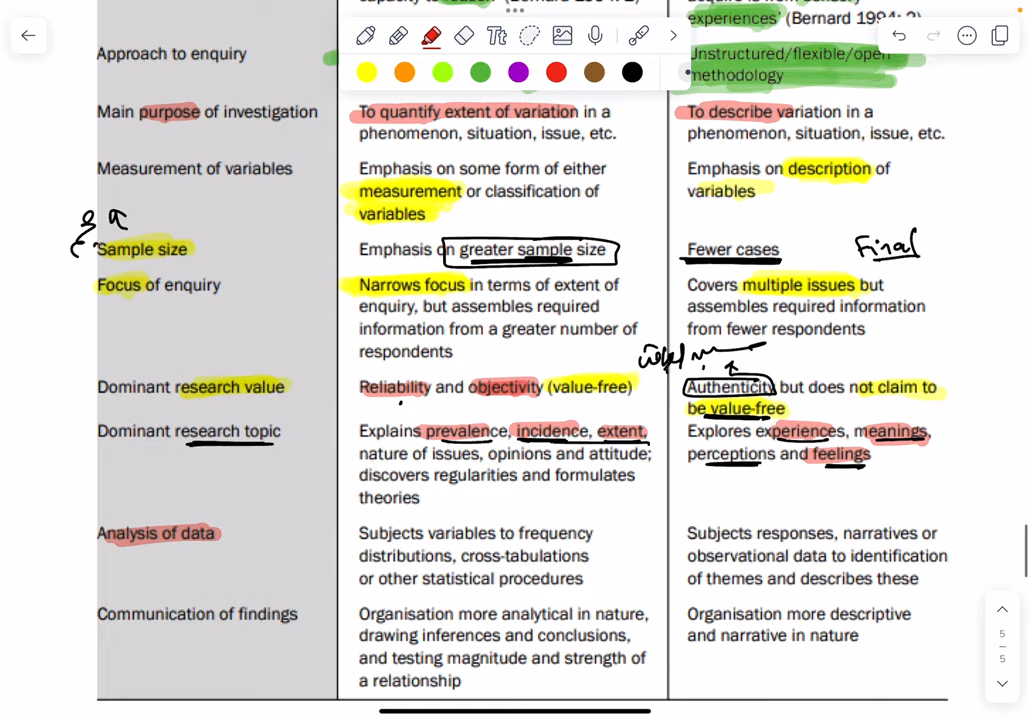 experiences' (Bernard 1994: 2)
Approach to enquiry
Unstructured/flexible/open
methodology
Main purpose of investigation
To quantify extent of variation in a
phenomenon, situation, issue, etc.
To describe variation in a
phenomenon, situation, issue, etc.
Measurement of variables
Emphasis on some form of either
measurement or classification of
variables
Emphasis on description of
variables
Sample size
Emphasis on greater sample size
Fewer cases
Final
Focus of enquiry
Narrows focus in terms of extent of
enquiry, but assembles required
information from a greater number of
respondents
Covers multiple issues but
assembles required information
from fewer respondents
Dominant research value
Reliability and objectivity (value-free)
Authenticity but does not claim to
be value-free
Dominant research topic
Explains prevalence, incidence, extent,
nature of issues, opinions and attitude;
discovers regularities and formulates
theories
Explores experiences, meanings,
perceptions and feelings
Analysis of data
Subjects variables to frequency
distributions, cross-tabulations
or other statistical procedures
Subjects responses, narratives or
observational data to identification
of themes and describes these
Communication of findings
Organisation more analytical in nature,
drawing inferences and conclusions,
and testing magnitude and strength of
a relationship
Organisation more descriptive
and narrative in nature
5
5